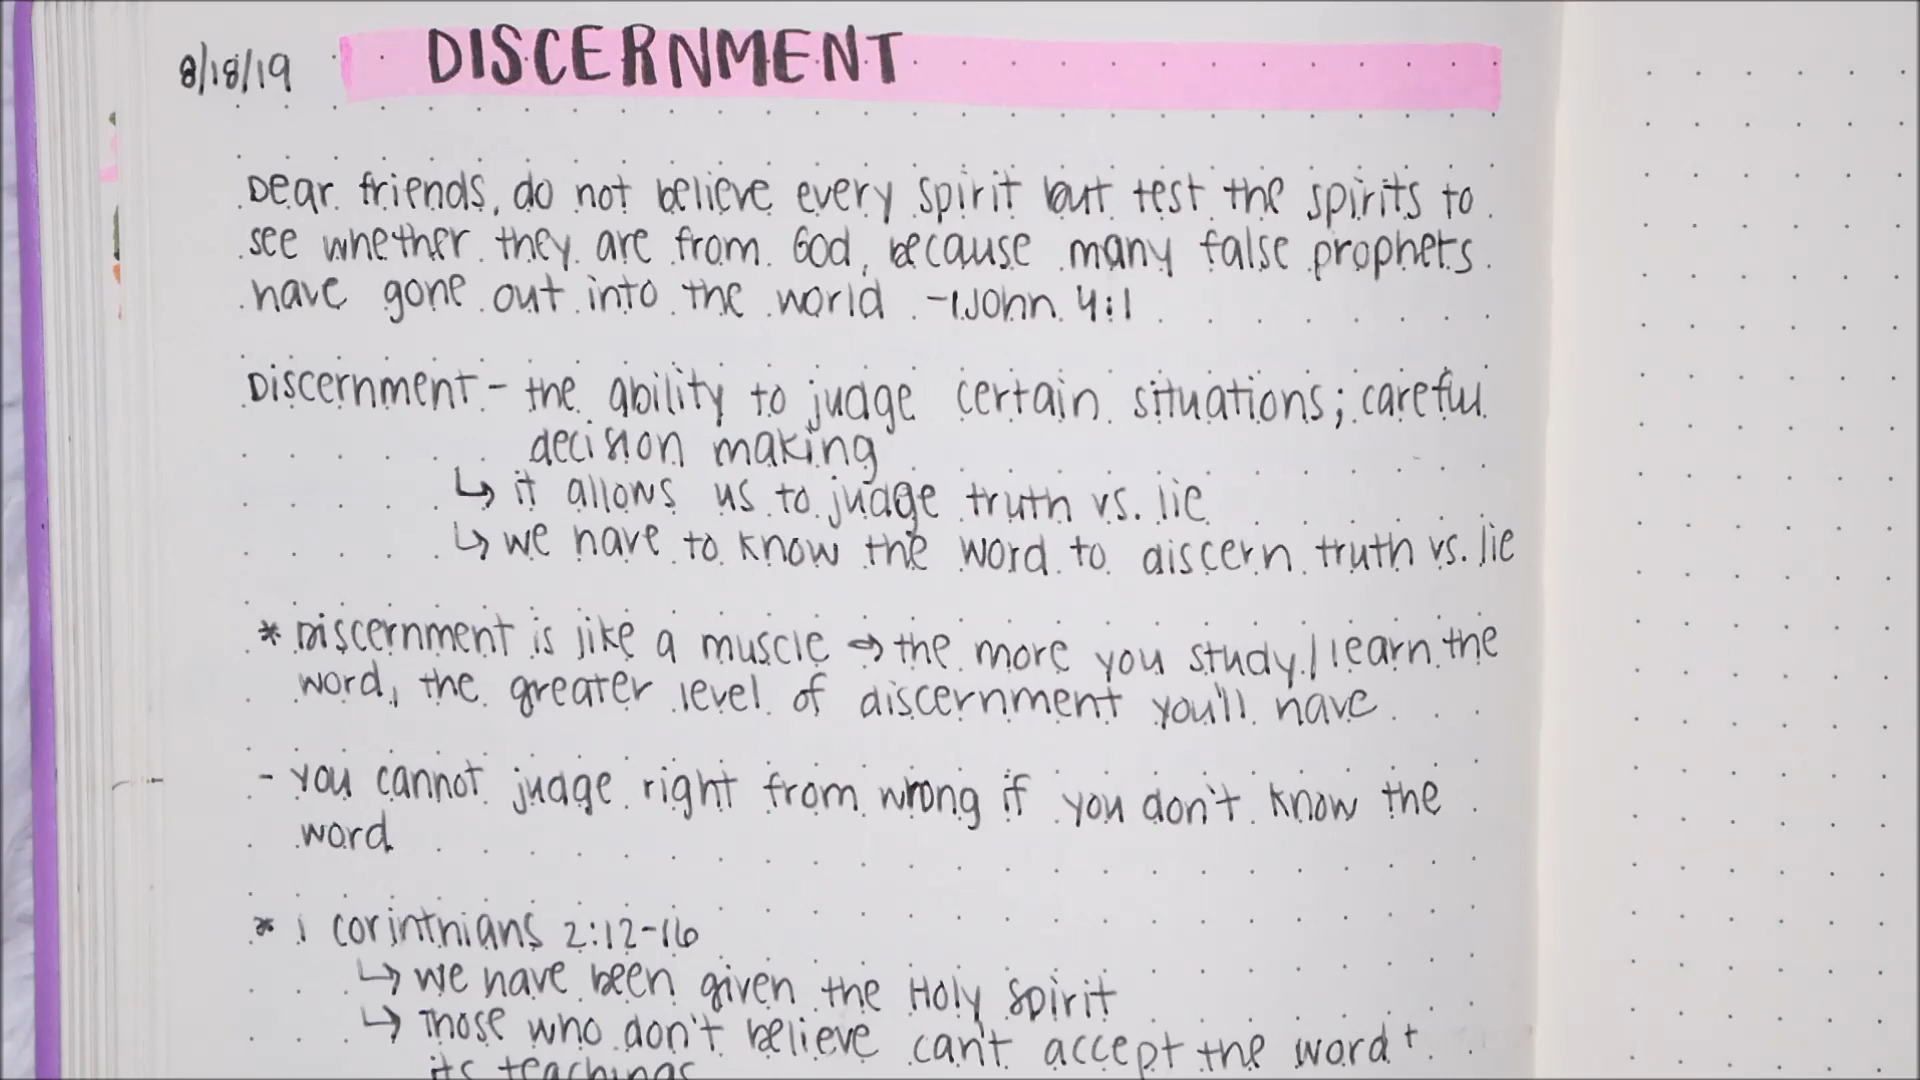 8/18/19 DISCERNMENT
Dear friends, do not believe every spirit but test the spirits to
see whether they are from God, because many false prophets
have gone out into the world -1 John 4:1
Discernment - the ability to judge certain situations; careful
decision making
↳ it allows us to judge truth vs. lie
↳ we have to know the word to discern truth vs. lie
* Discernment is like a muscle ⇒ the more you study/learn the
word, the greater level of discernment you'll have
- you cannot judge right from wrong if you don't know the
word
* 1 corinthians 2:12-16
↳ we have been given the Holy Spirit
↳ Those who don't believe can't accept the word +
its teachings